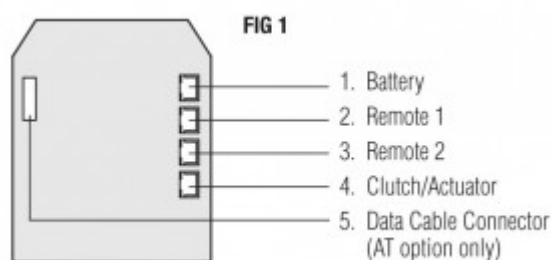 FIG 1
1. Battery
2. Remote 1
3. Remote 2
4. Clutch/Actuator
5. Data Cable Connector
(AT option only)